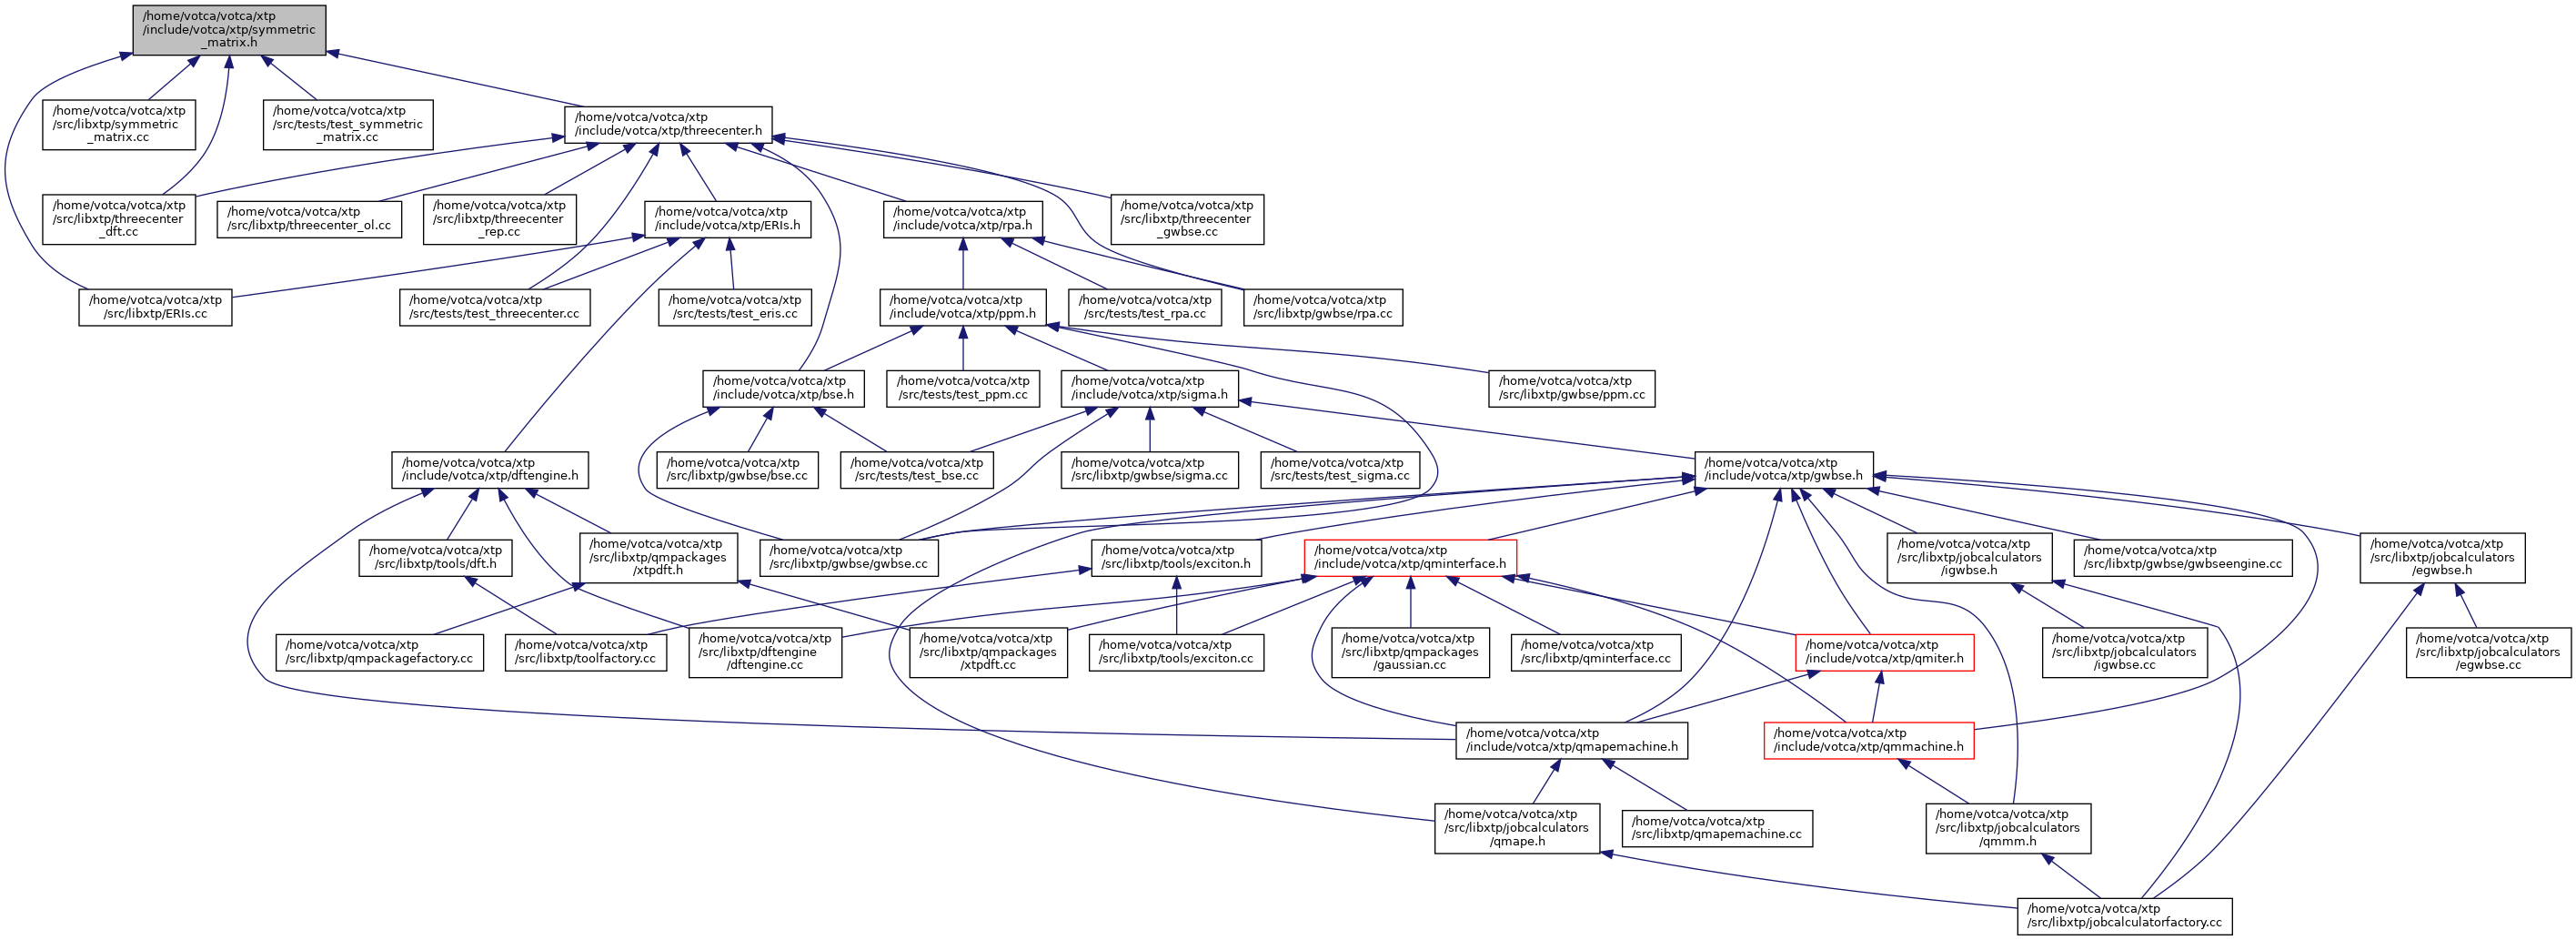 /home/votca/votca/xtp
/include/votca/xtp/symmetric
_matrix.h
/home/votca/votca/xtp
/src/libxtp/symmetric
_matrix.cc
/home/votca/votca/xtp
/src/tests/test_symmetric
_matrix.cc
/home/votca/votca/xtp
/include/votca/xtp/threecenter.h
/home/votca/votca/xtp
/src/libxtp/threecenter
_dft.cc
/home/votca/votca/xtp
/src/libxtp/threecenter_ol.cc
/home/votca/votca/xtp
/src/libxtp/threecenter
_rep.cc
/home/votca/votca/xtp
/include/votca/xtp/ERIs.h
/home/votca/votca/xtp
/include/votca/xtp/rpa.h
/home/votca/votca/xtp
/src/libxtp/threecenter
_gwbse.cc
/home/votca/votca/xtp
/src/libxtp/ERIs.cc
/home/votca/votca/xtp
/src/tests/test_threecenter.cc
/home/votca/votca/xtp
/src/tests/test_eris.cc
/home/votca/votca/xtp
/include/votca/xtp/ppm.h
/home/votca/votca/xtp
/src/tests/test_rpa.cc
/home/votca/votca/xtp
/src/libxtp/gwbse/rpa.cc
/home/votca/votca/xtp
/include/votca/xtp/bse.h
/home/votca/votca/xtp
/src/tests/test_ppm.cc
/home/votca/votca/xtp
/include/votca/xtp/sigma.h
/home/votca/votca/xtp
/src/libxtp/gwbse/ppm.cc
/home/votca/votca/xtp
/include/votca/xtp/dftengine.h
/home/votca/votca/xtp
/src/libxtp/gwbse/bse.cc
/home/votca/votca/xtp
/src/tests/test_bse.cc
/home/votca/votca/xtp
/src/libxtp/gwbse/sigma.cc
/home/votca/votca/xtp
/src/tests/test_sigma.cc
/home/votca/votca/xtp
/include/votca/xtp/gwbse.h
/home/votca/votca/xtp
/src/libxtp/tools/dft.h
/home/votca/votca/xtp
/src/libxtp/qmpackages
/xtpdft.h
/home/votca/votca/xtp
/src/libxtp/gwbse/gwbse.cc
/home/votca/votca/xtp
/src/libxtp/tools/exciton.h
/home/votca/votca/xtp
/include/votca/xtp/qminterface.h
/home/votca/votca/xtp
/src/libxtp/jobcalculators
/igwbse.h
/home/votca/votca/xtp
/src/libxtp/gwbse/gwbseengine.cc
/home/votca/votca/xtp
/src/libxtp/jobcalculators
/egwbse.h
/home/votca/votca/xtp
/src/libxtp/qmpackagefactory.cc
/home/votca/votca/xtp
/src/libxtp/toolfactory.cc
/home/votca/votca/xtp
/src/libxtp/dftengine
/dftengine.cc
/home/votca/votca/xtp
/src/libxtp/qmpackages
/xtpdft.cc
/home/votca/votca/xtp
/src/libxtp/tools/exciton.cc
/home/votca/votca/xtp
/src/libxtp/qmpackages
/gaussian.cc
/home/votca/votca/xtp
/src/libxtp/qminterface.cc
/home/votca/votca/xtp
/include/votca/xtp/qmiter.h
/home/votca/votca/xtp
/src/libxtp/jobcalculators
/igwbse.cc
/home/votca/votca/xtp
/src/libxtp/jobcalculators
/egwbse.cc
/home/votca/votca/xtp
/include/votca/xtp/qmapemachine.h
/home/votca/votca/xtp
/include/votca/xtp/qmmachine.h
/home/votca/votca/xtp
/src/libxtp/jobcalculators
/qmape.h
/home/votca/votca/xtp
/src/libxtp/qmapemachine.cc
/home/votca/votca/xtp
/src/libxtp/jobcalculators
/qmmm.h
/home/votca/votca/xtp
/src/libxtp/jobcalculatorfactory.cc